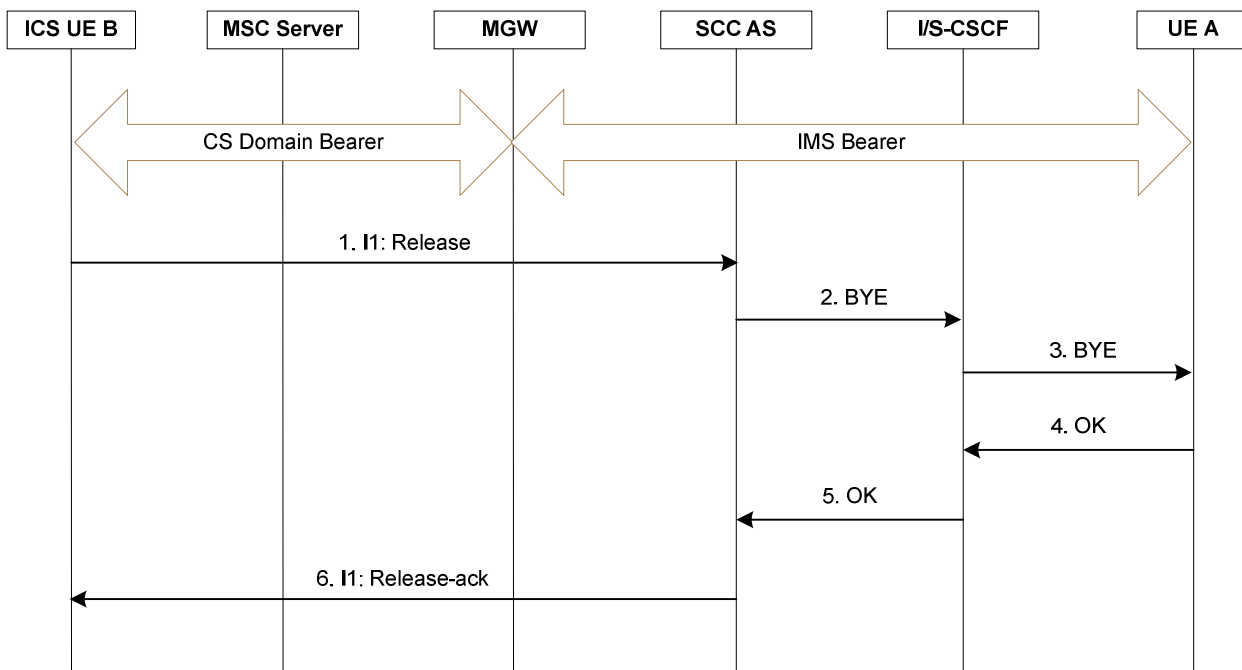 ICS UE B
MSC Server
MGW
SCC AS
I/S-CSCF
UE A
CS Domain Bearer
IMS Bearer
1. I1: Release
2. BYE
3. BYE
4. OK
5. OK
6. I1: Release-ack